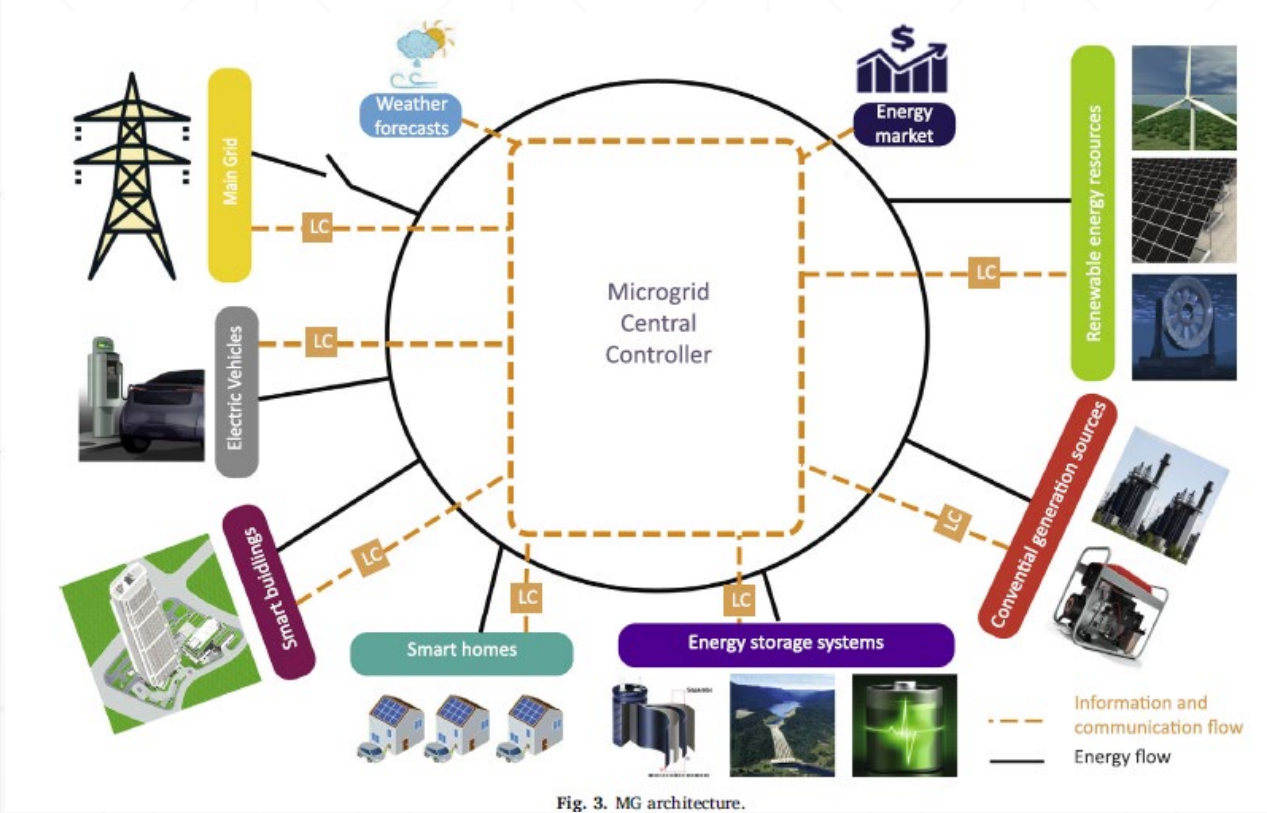 Weather
forecasts
$
Energy
market
Main Grid
LC
Renewable energy resources
LC
Microgrid
Central
Controller
Electric Vehicles
LC
Convential generation sources
LC
Smart buidlings
LC
Smart homes
LC
Energy storage systems
LC
Information and
communication flow
Energy flow
Fig. 3. MG architecture.